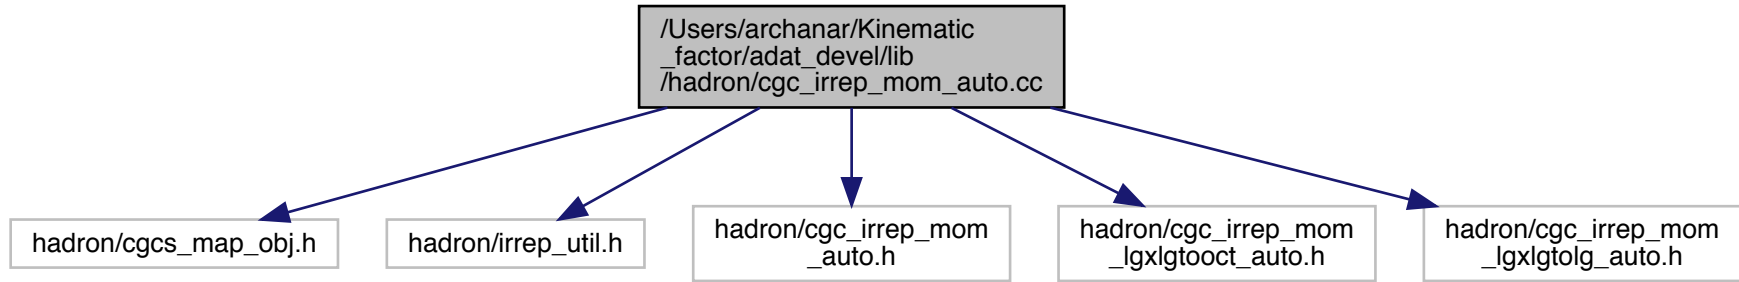 /Users/archanar/Kinematic
_factor/adat_devel/lib
/hadron/cgc_irrep_mom_auto.cc
hadron/cgcs_map_obj.h
hadron/irrep_util.h
hadron/cgc_irrep_mom
_auto.h
hadron/cgc_irrep_mom
_lgxlgtooct_auto.h
hadron/cgc_irrep_mom
_lgxlgtolg_auto.h